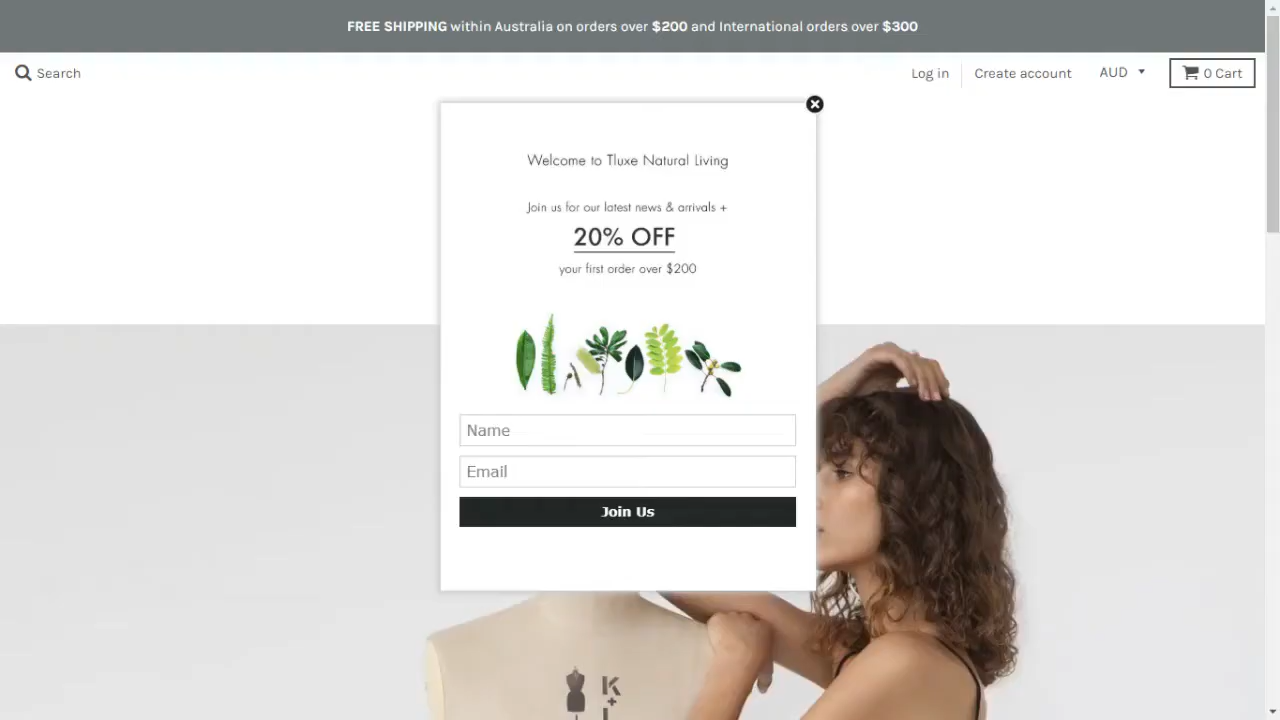 FREE SHIPPING within Australia on orders over $200 and International orders over $300
Search
Log in
Create account
AUD
0 Cart
Welcome to Tluxe Natural Living
Join us for our latest news & arrivals +
20% OFF
your first order over $200
Name
Email
Join Us
K
+